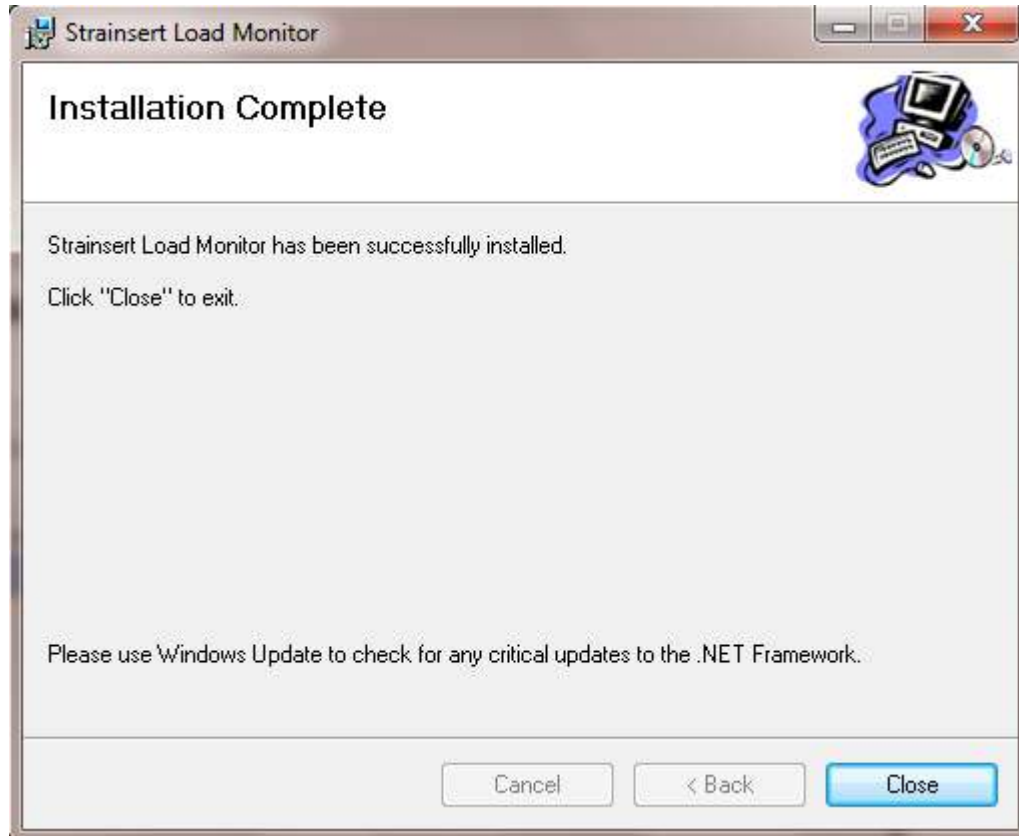 Strainsert Load Monitor
Installation Complete
Strainsert Load Monitor has been successfully installed.
Click "Close" to exit.
Please use Windows Update to check for any critical updates to the .NET Framework.
Cancel
< Back
Close